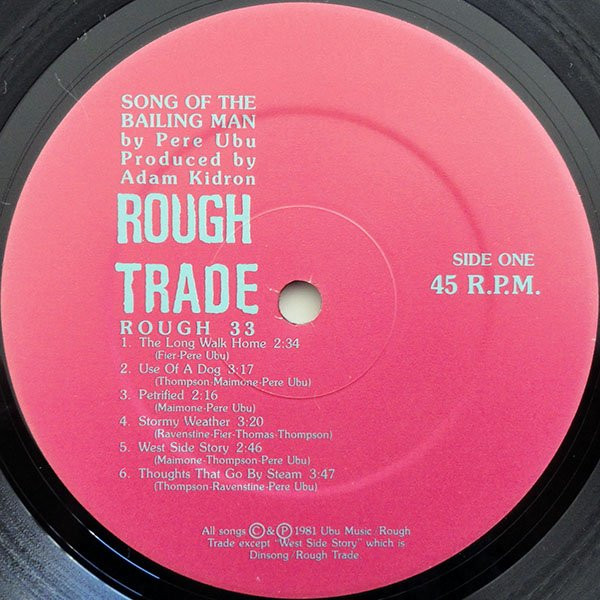 SONG OF THE
BAILING MAN
by Pere Ubu
Produced by
Adam Kidron
ROUGH
TRADE
ROUGH 33
SIDE ONE
45 R.P.M.
1. The Long Walk Home 2:34
(Fier-Pere Ubu)
2. Use Of A Dog 3:17
(Thompson-Maimone-Pere Ubu)
3. Petrified 2:16
(Maimone-Pere Ubu)
4. Stormy Weather 3:20
(Ravenstine-Fier-Thomas-Thompson)
5. West Side Story 2:46
(Maimone-Thompson-Pere Ubu)
6. Thoughts That Go By Steam 3:47
(Thompson-Ravenstine-Pere Ubu)
All songs Ⓒ & Ⓟ 1981 Ubu Music/Rough
Trade except "West Side Story" which is
Dinsong/Rough Trade.